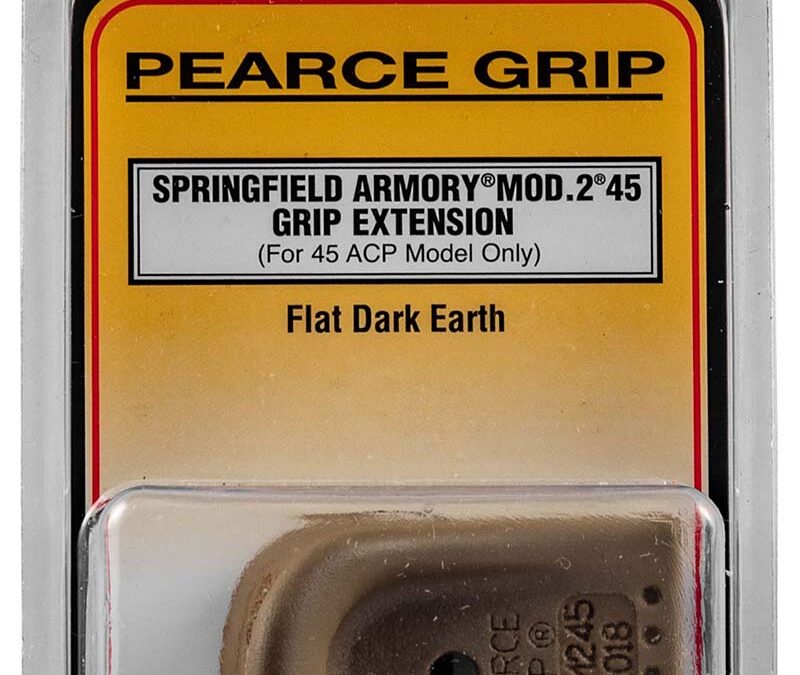 PEARCE GRIP
SPRINGFIELD ARMORY® MOD.2® 45
GRIP EXTENSION
(For 45 ACP Model Only)
Flat Dark Earth
®